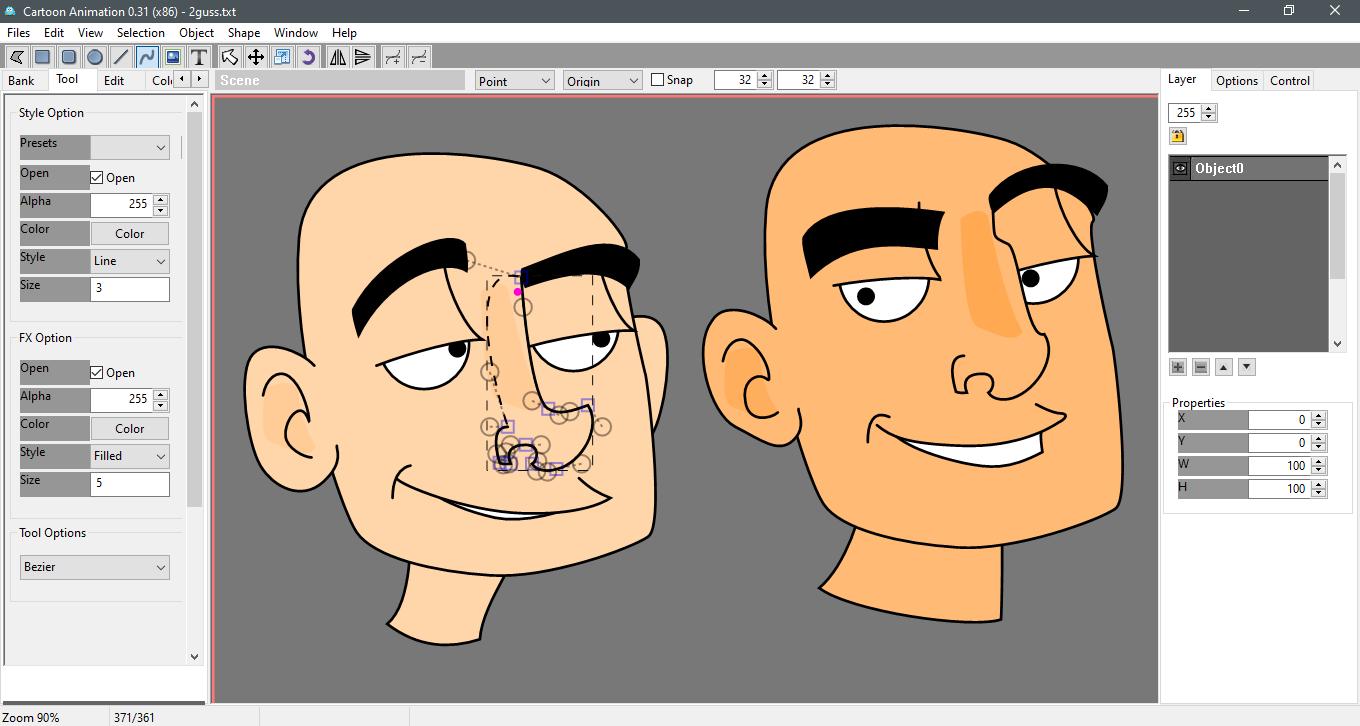 Cartoon Animation 0.31 (x86) - 2guss.txt
Files Edit View Selection Object Shape Window Help
T
Bank Tool Edit
Scene Point Origin Snap 32 32
Layer Options Control
Style Option
Presets
Open Open
Alpha 255
Color Color
Style Line
Size 3
FX Option
Open Open
Alpha 255
Color Color
Style Filled
Size 5
Tool Options
Bezier
255
Object0
Properties
X 0
Y 0
W 100
H 100
Zoom 90% 371/361